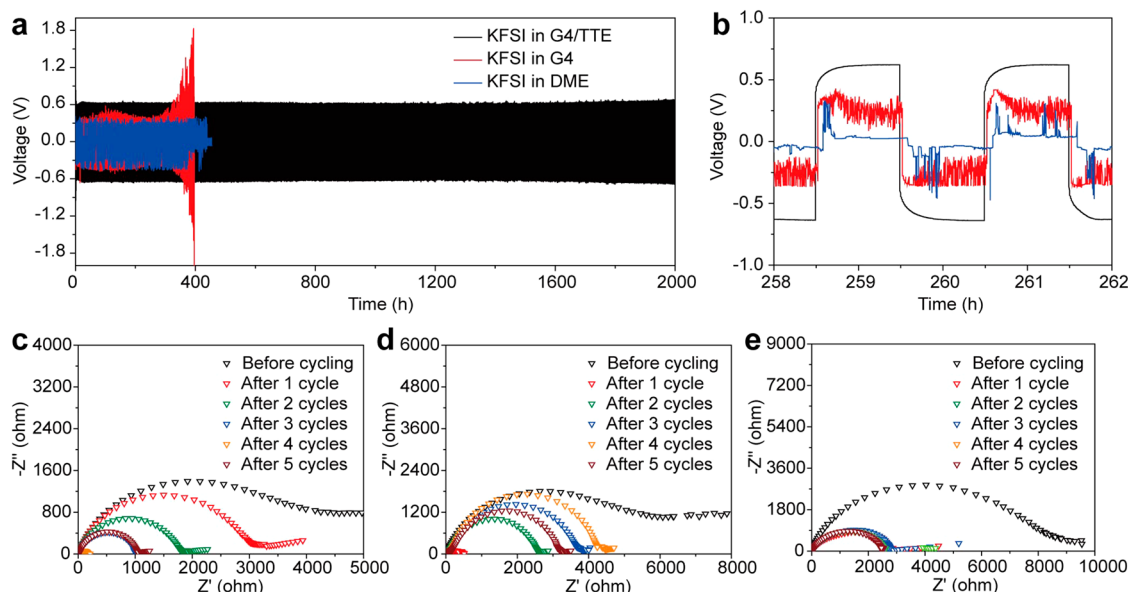 a
1.8
1.2
0.6
0.0
-0.6
-1.2
-1.8
Voltage (V)
KFSI in G4/TTE
KFSI in G4
KFSI in DME
0
400
800
1200
1600
2000
Time (h)
b
1.0
0.5
0.0
-0.5
-1.0
Voltage (V)
258
259
260
261
262
Time (h)
c
4000
3200
2400
1600
800
0
-Z" (ohm)
Before cycling
After 1 cycle
After 2 cycles
After 3 cycles
After 4 cycles
After 5 cycles
0
1000
2000
3000
4000
5000
Z' (ohm)
d
6000
4800
3600
2400
1200
0
-Z" (ohm)
Before cycling
After 1 cycle
After 2 cycles
After 3 cycles
After 4 cycles
After 5 cycles
0
2000
4000
6000
8000
Z' (ohm)
e
9000
7200
5400
3600
1800
0
-Z" (ohm)
Before cycling
After 1 cycle
After 2 cycles
After 3 cycles
After 4 cycles
After 5 cycles
0
2000
4000
6000
8000
10000
Z' (ohm)